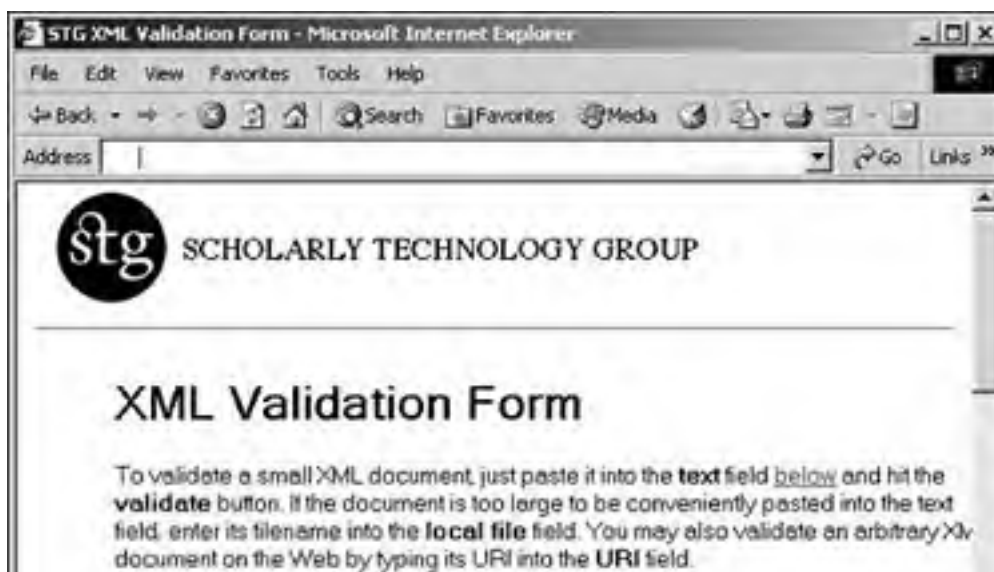 STG XML Validation Form - Microsoft Internet Explorer
File Edit View Favorites Tools Help
Back Search Favorites Media
Address Go Links »
stg SCHOLARLY TECHNOLOGY GROUP
XML Validation Form
To validate a small XML document, just paste it into the text field below and hit the
validate button. If the document is too large to be conveniently pasted into the text
field, enter its filename into the local file field. You may also validate an arbitrary XM
document on the Web by typing its URI into the URI field.